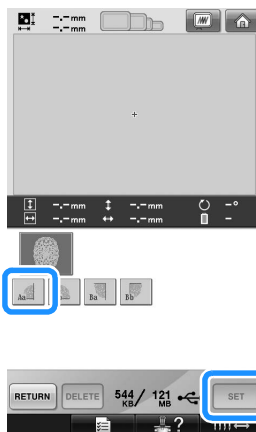 -.- mm
-.- mm
-.- mm -.- mm -°
-.- mm -.- mm -
Aa Ba Bb
RETURN DELETE 544 KB / 121 MB SET
?